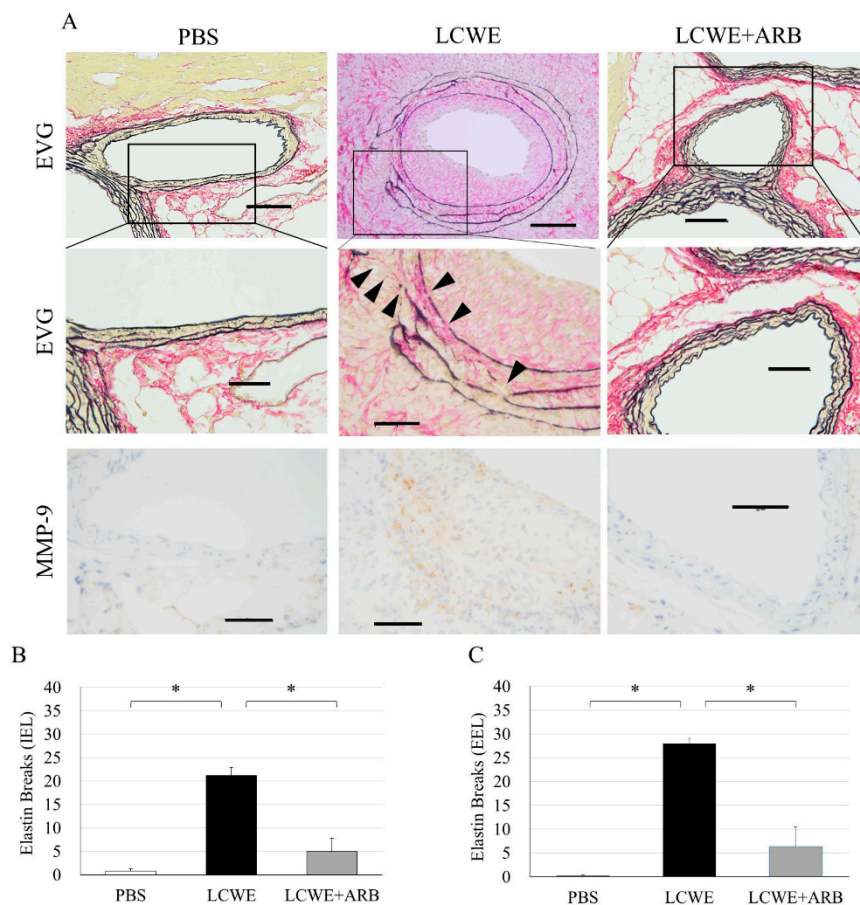 A
PBS
LCWE
LCWE+ARB
EVG
EVG
MMP-9
B
Elastin Breaks (IEL)
40
35
30
25
20
15
10
5
0
*
*
PBS
LCWE
LCWE+ARB
C
Elastin Breaks (EEL)
40
35
30
25
20
15
10
5
0
*
*
PBS
LCWE
LCWE+ARB